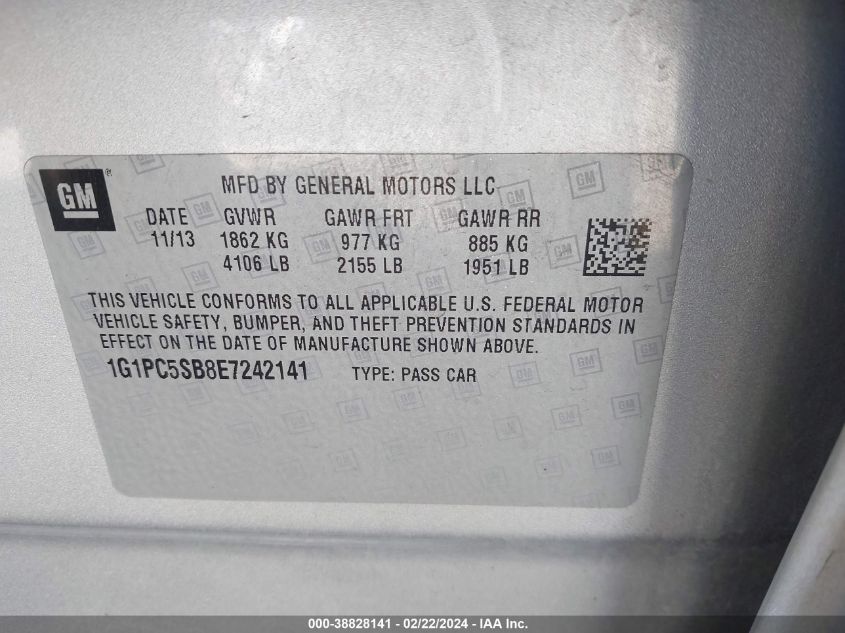 GM ®
MFD BY GENERAL MOTORS LLC
DATE GVWR GAWR FRT GAWR RR
11/13 1862 KG 977 KG 885 KG
4106 LB 2155 LB 1951 LB
THIS VEHICLE CONFORMS TO ALL APPLICABLE U.S. FEDERAL MOTOR
VEHICLE SAFETY, BUMPER, AND THEFT PREVENTION STANDARDS IN
EFFECT ON THE DATE OF MANUFACTURE SHOWN ABOVE.
1G1PC5SB8E7242141 TYPE: PASS CAR
000-38828141 - 02/22/2024 - IAA Inc.